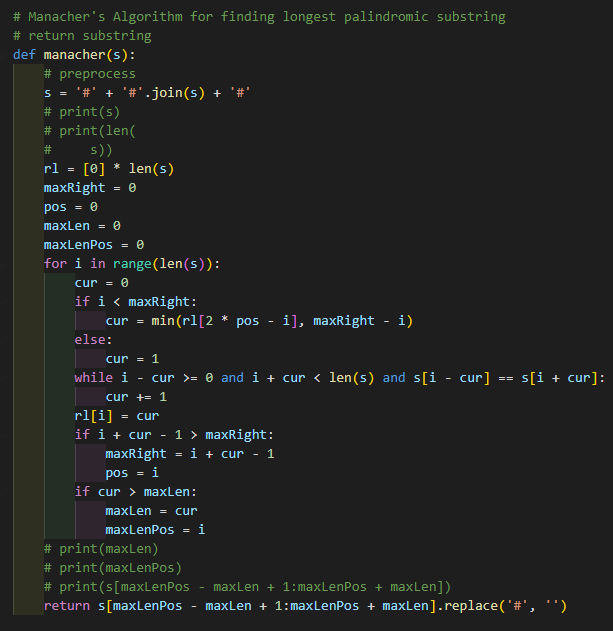 # Manacher's Algorithm for finding longest palindromic substring
# return substring
def manacher(s):
    # preprocess
    s = '#' + '#'.join(s) + '#'
    # print(s)
    # print(len(
    #     s))
    rl = [0] * len(s)
    maxRight = 0
    pos = 0
    maxLen = 0
    maxLenPos = 0
    for i in range(len(s)):
        cur = 0
        if i < maxRight:
            cur = min(rl[2 * pos - i], maxRight - i)
        else:
            cur = 1
        while i - cur >= 0 and i + cur < len(s) and s[i - cur] == s[i + cur]:
            cur += 1
        rl[i] = cur
        if i + cur - 1 > maxRight:
            maxRight = i + cur - 1
            pos = i
        if cur > maxLen:
            maxLen = cur
            maxLenPos = i
    # print(maxLen)
    # print(maxLenPos)
    # print(s[maxLenPos - maxLen + 1:maxLenPos + maxLen])
    return s[maxLenPos - maxLen + 1:maxLenPos + maxLen].replace('#', '')